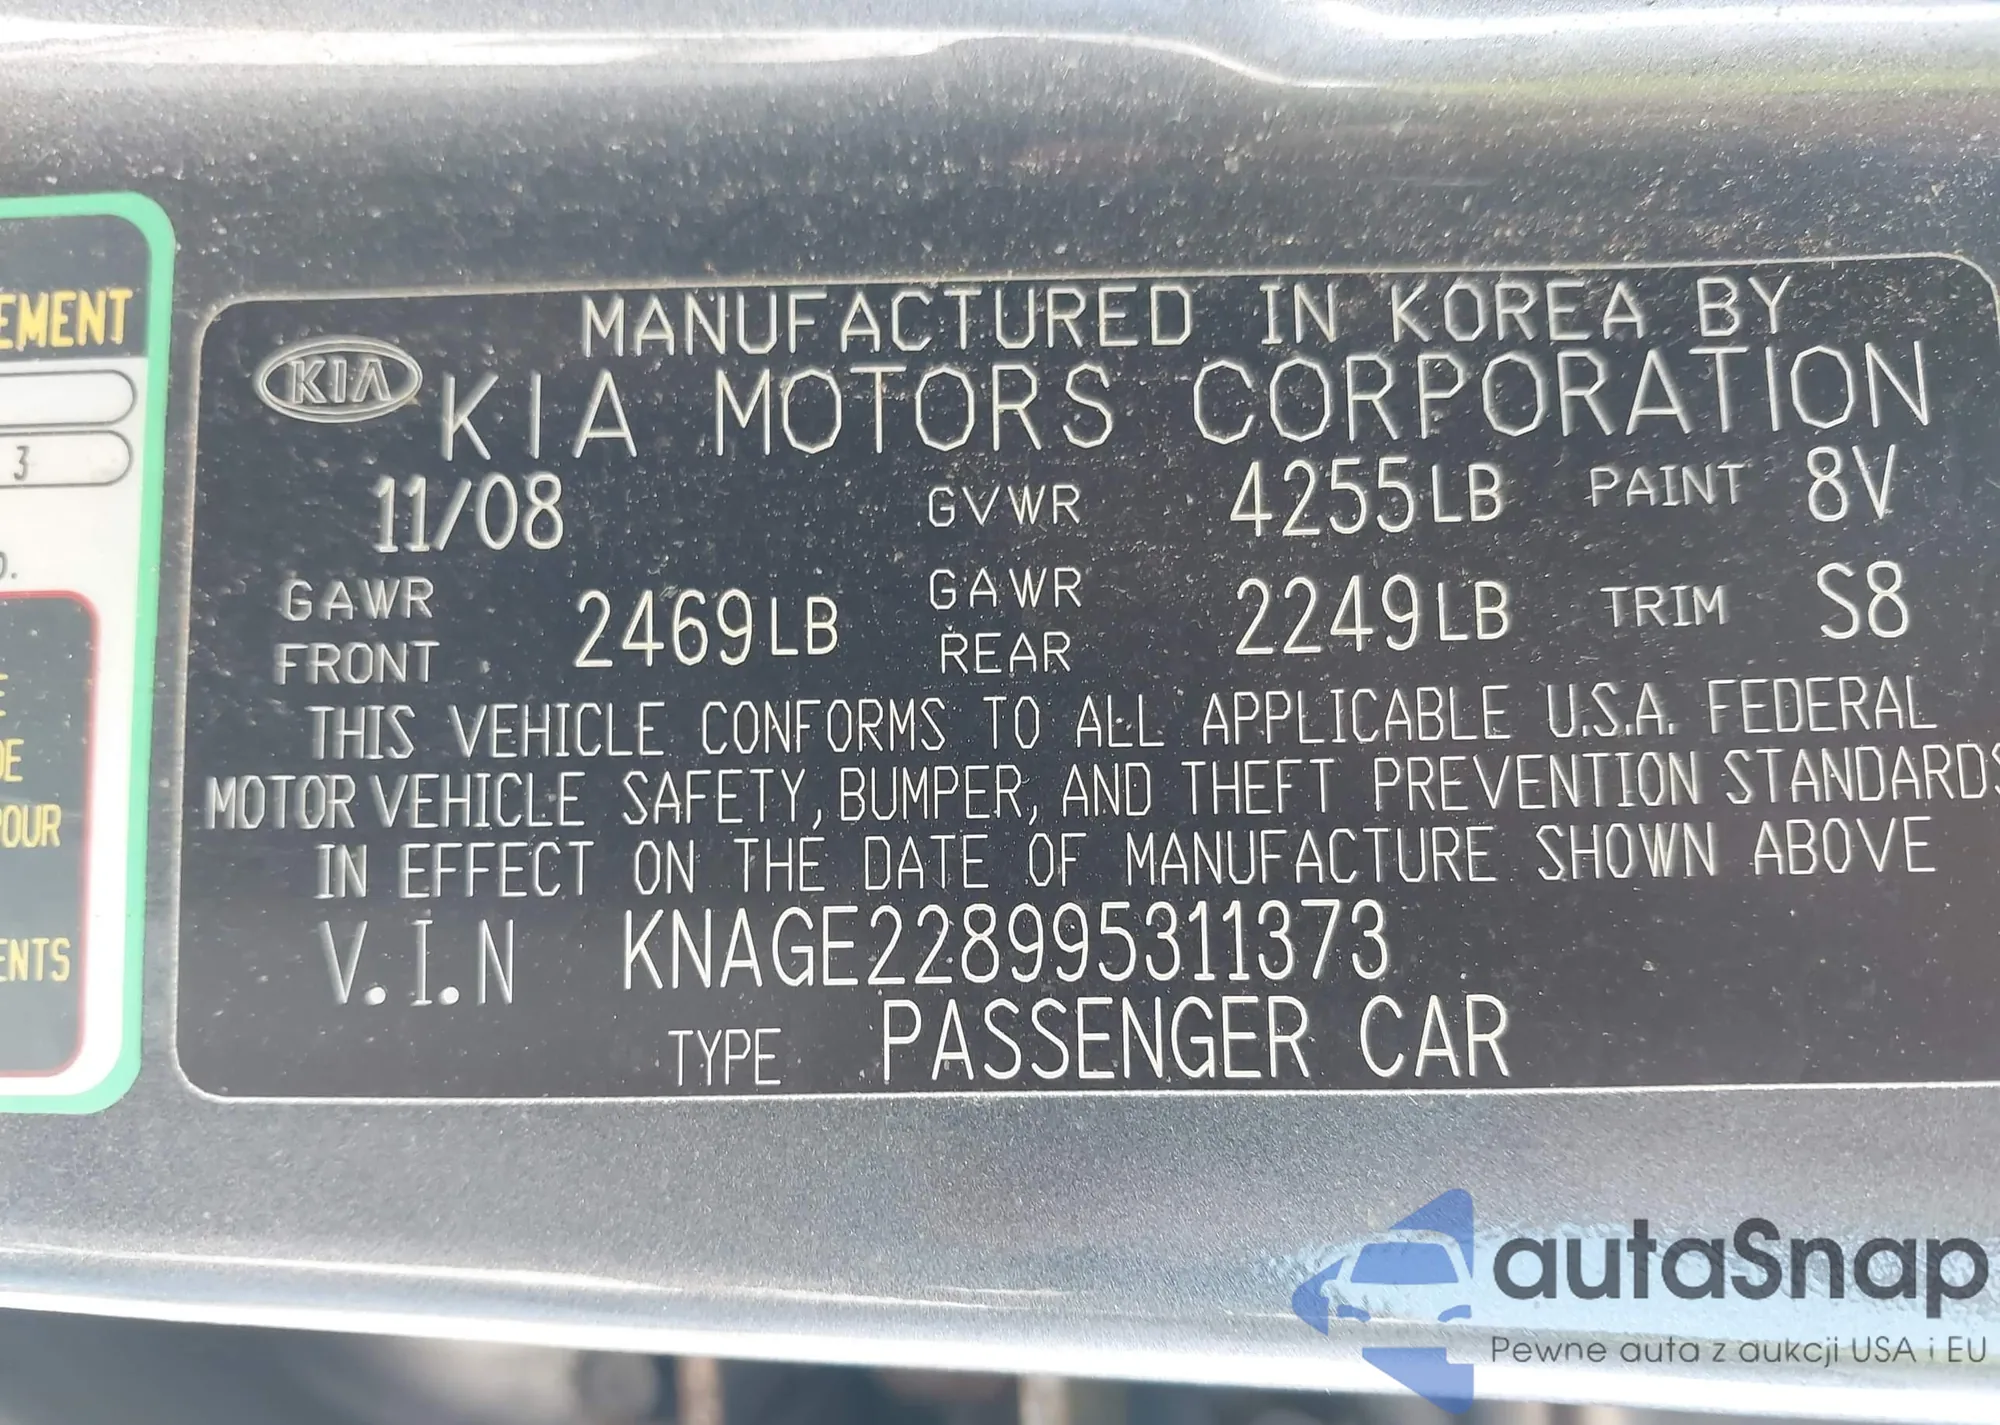 EMENT
3
DE
POUR
ENTS
KIA
MANUFACTURED IN KOREA BY
KIA MOTORS CORPORATION
11/08 GVWR 4255LB PAINT 8V
GAWR FRONT 2469LB GAWR REAR 2249LB TRIM S8
THIS VEHICLE CONFORMS TO ALL APPLICABLE U.S.A. FEDERAL
MOTOR VEHICLE SAFETY, BUMPER, AND THEFT PREVENTION STANDARDS
IN EFFECT ON THE DATE OF MANUFACTURE SHOWN ABOVE
V.I.N KNAGE228995311373
TYPE PASSENGER CAR
autaSnap
Pewne auta z aukcji USA i EU